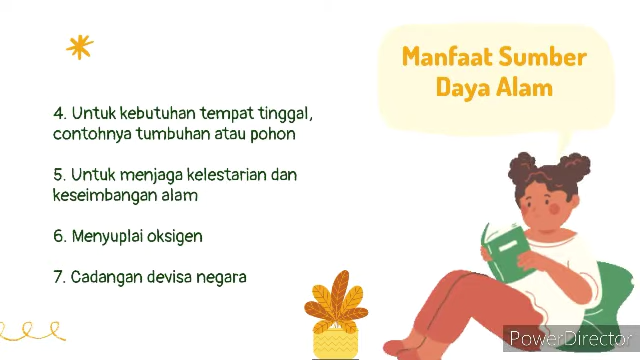 Manfaat Sumber
Daya Alam
4. Untuk kebutuhan tempat tinggal,
contohnya tumbuhan atau pohon
5. Untuk menjaga kelestarian dan
keseimbangan alam
6. Menyuplai oksigen
7. Cadangan devisa negara
PowerDirector